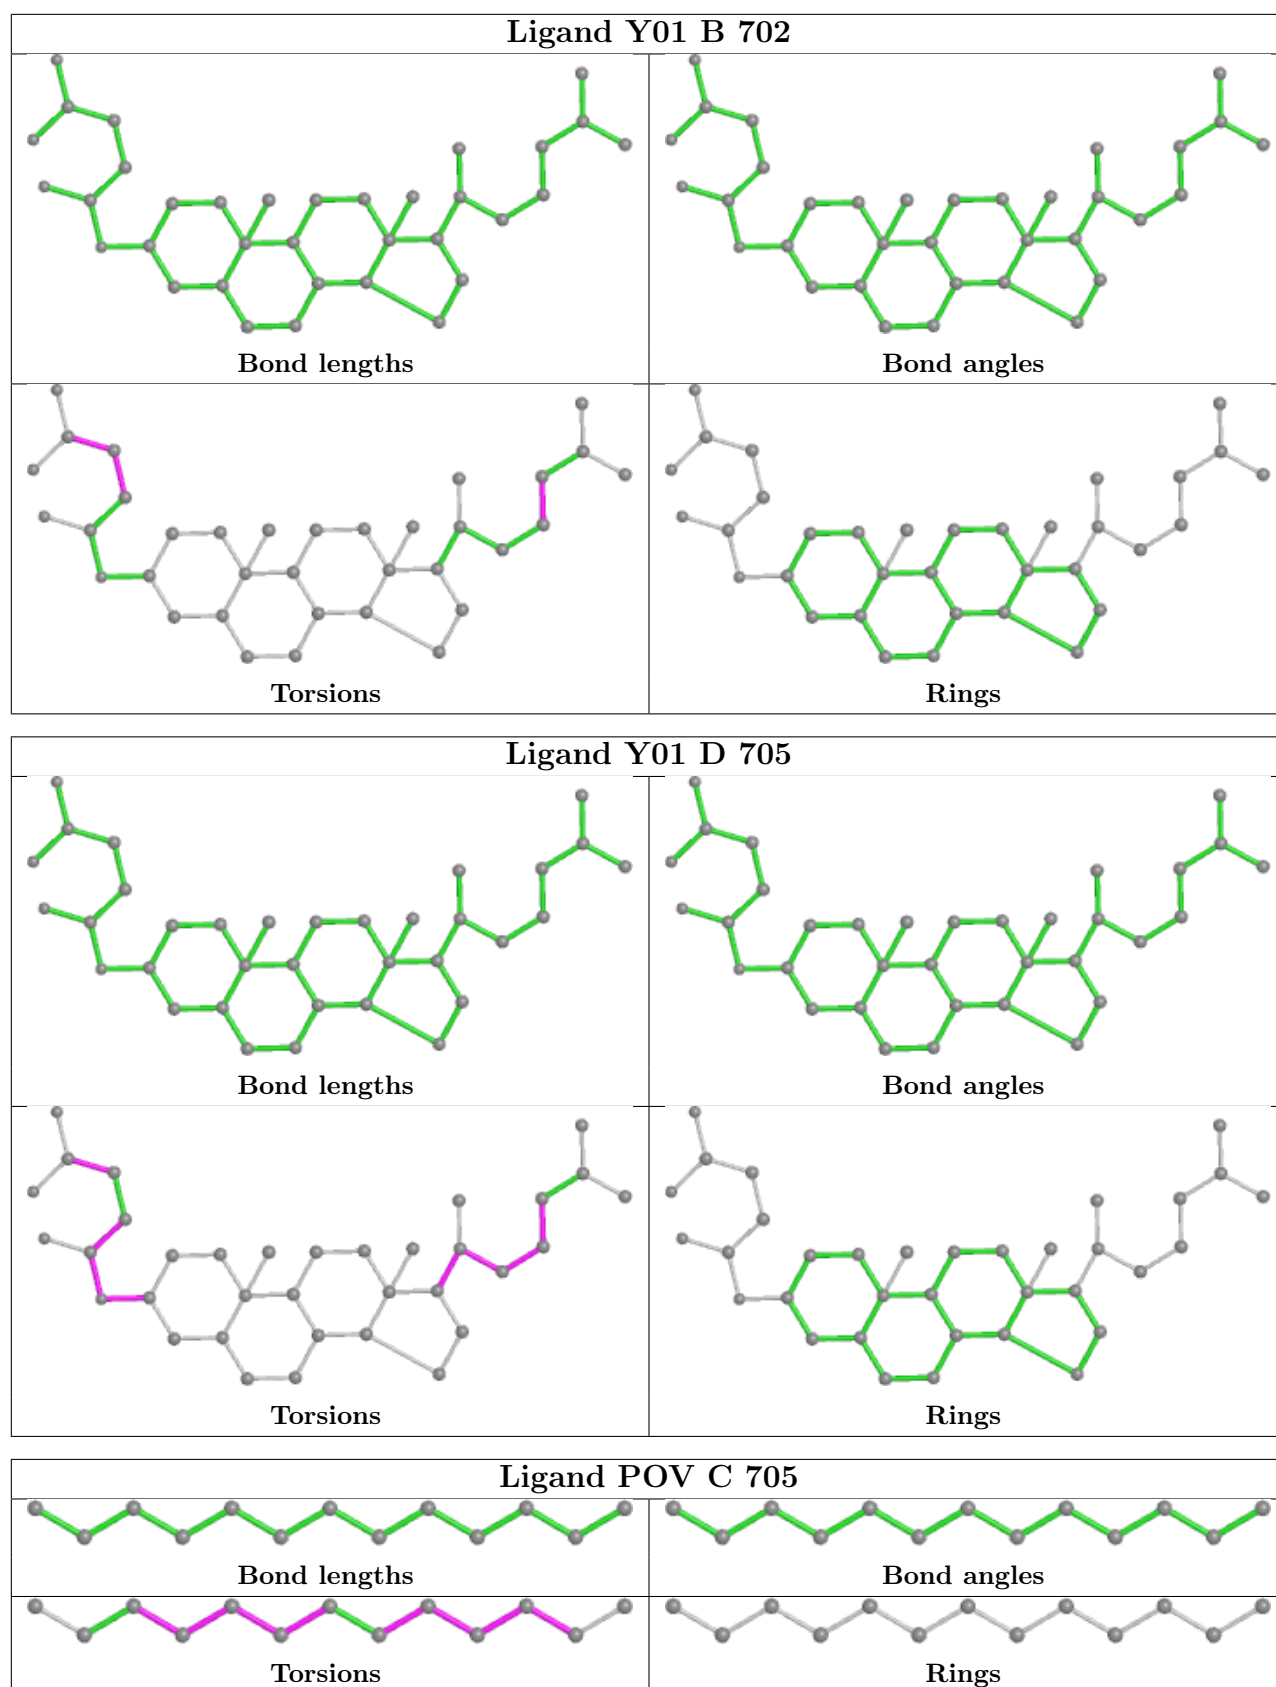 Ligand Y01 B 702
Bond lengths
Bond angles
Torsions
Rings
Ligand Y01 D 705
Bond lengths
Bond angles
Torsions
Rings
Ligand POV C 705
Bond lengths
Bond angles
Torsions
Rings